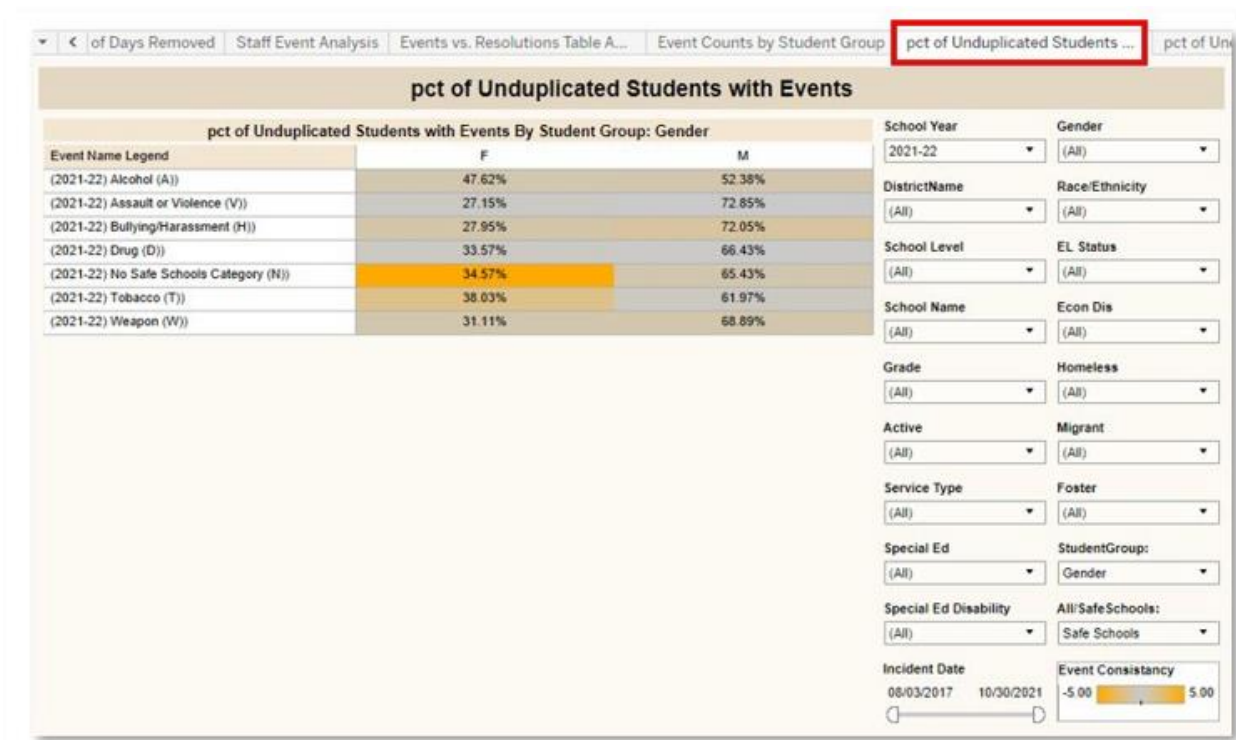 of Days Removed Staff Event Analysis Events vs. Resolutions Table A... Event Counts by Student Group pct of Unduplicated Students ... pct of Un
pct of Unduplicated Students with Events
pct of Unduplicated Students with Events By Student Group: Gender
Event Name Legend F M
(2021-22) Alcohol (A)) 47.62% 52.38%
(2021-22) Assault or Violence (V)) 27.15% 72.85%
(2021-22) Bullying/Harassment (H)) 27.95% 72.05%
(2021-22) Drug (D)) 33.57% 66.43%
(2021-22) No Safe Schools Category (N)) 34.57% 65.43%
(2021-22) Tobacco (T)) 38.03% 61.97%
(2021-22) Weapon (W)) 31.11% 68.89%
School Year Gender
2021-22 (All)
DistrictName Race/Ethnicity
(All) (All)
School Level EL Status
(All) (All)
School Name Econ Dis
(All) (All)
Grade Homeless
(All) (All)
Active Migrant
(All) (All)
Service Type Foster
(All) (All)
Special Ed StudentGroup:
(All) Gender
Special Ed Disability All/SafeSchools:
(All) Safe Schools
Incident Date Event Consistancy
08/03/2017 10/30/2021 -5.00 5.00